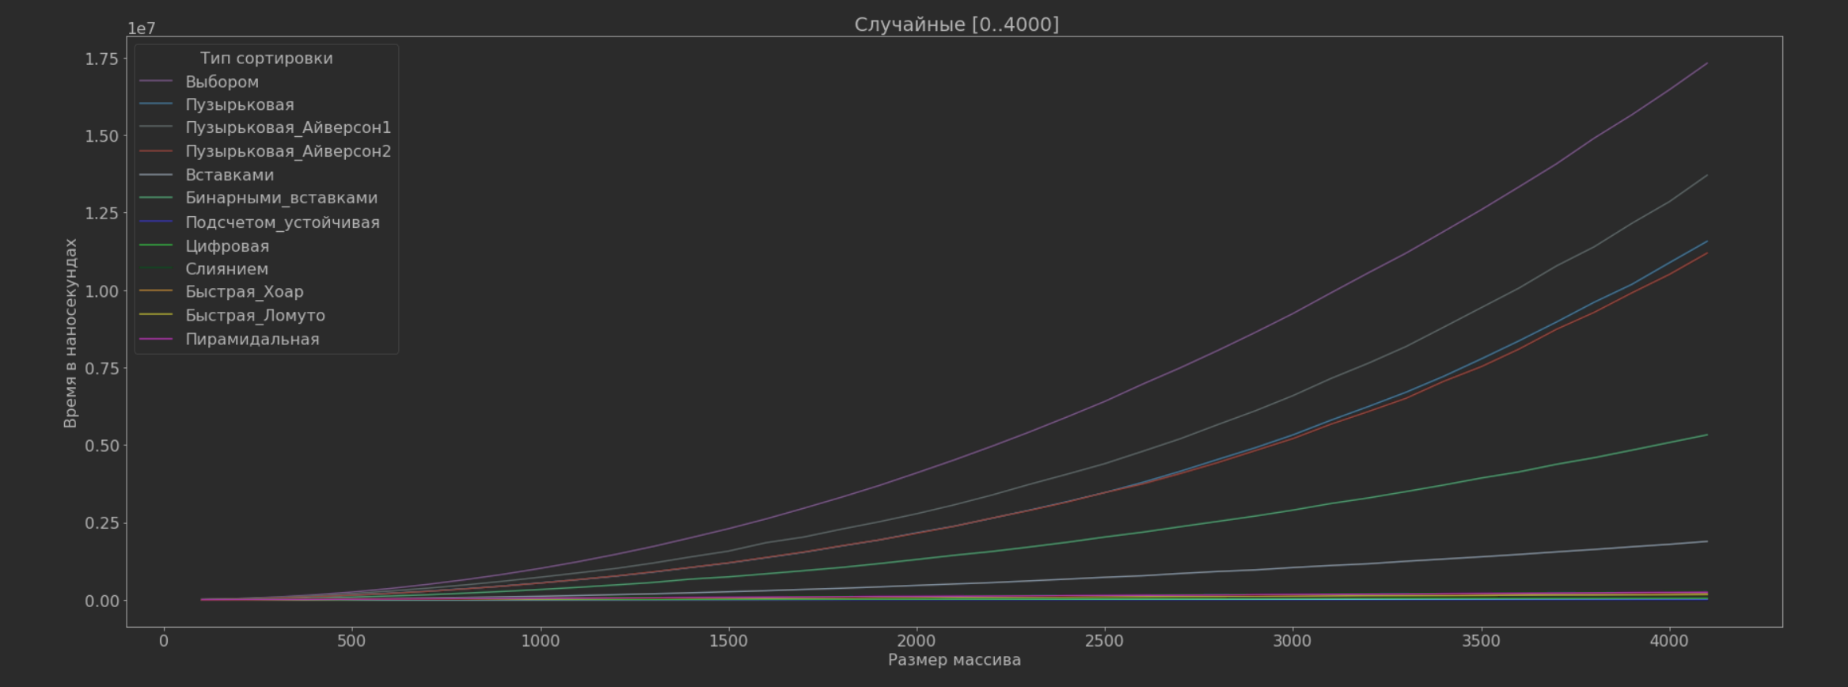 Случайные [0..4000]
1e7
Тип сортировки
Выбором
Пузырьковая
Пузырьковая_Айверсон1
Пузырьковая_Айверсон2
Вставками
Бинарными_вставками
Подсчетом_устойчивая
Цифровая
Слиянием
Быстрая_Хоар
Быстрая_Ломуто
Пирамидальная
Время в наносекундах
1.75
1.50
1.25
1.00
0.75
0.50
0.25
0.00
0 500 1000 1500 2000 2500 3000 3500 4000
Размер массива